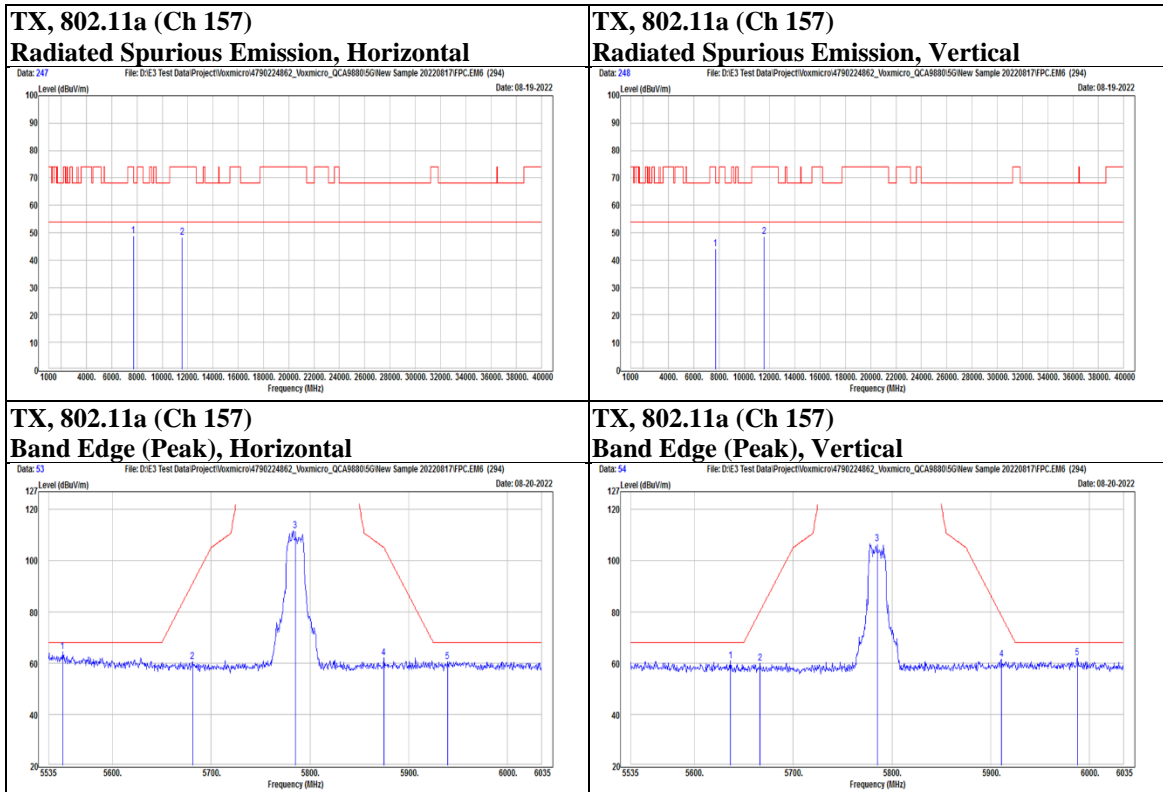 TX, 802.11a (Ch 157)
Radiated Spurious Emission, Horizontal
Data: 247 File: D:\E3 Test Data\Project\Voxmicro\4790224862_Voxmicro_QCA9880\5G\New Sample 20220817\FPC.EM6 (294)
Level (dBuV/m) Date: 08-19-2022
100
90
80
70
60
50
40
30
20
10
0
1
2
1000 4000. 6000. 8000. 10000. 12000. 14000. 16000. 18000. 20000. 22000. 24000. 26000. 28000. 30000. 32000. 34000. 36000. 38000. 40000
Frequency (MHz)
TX, 802.11a (Ch 157)
Radiated Spurious Emission, Vertical
Data: 248 File: D:\E3 Test Data\Project\Voxmicro\4790224862_Voxmicro_QCA9880\5G\New Sample 20220817\FPC.EM6 (294)
Level (dBuV/m) Date: 08-19-2022
100
90
80
70
60
50
40
30
20
10
0
1
2
1000 4000. 6000. 8000. 10000. 12000. 14000. 16000. 18000. 20000. 22000. 24000. 26000. 28000. 30000. 32000. 34000. 36000. 38000. 40000
Frequency (MHz)
TX, 802.11a (Ch 157)
Band Edge (Peak), Horizontal
Data: 53 File: D:\E3 Test Data\Project\Voxmicro\4790224862_Voxmicro_QCA9880\5G\New Sample 20220817\FPC.EM6 (294)
127 Level (dBuV/m) Date: 08-20-2022
120
100
80
60
40
20
1
2
3
4
5
5535 5600. 5700. 5800. 5900. 6000. 6035
Frequency (MHz)
TX, 802.11a (Ch 157)
Band Edge (Peak), Vertical
Data: 54 File: D:\E3 Test Data\Project\Voxmicro\4790224862_Voxmicro_QCA9880\5G\New Sample 20220817\FPC.EM6 (294)
127 Level (dBuV/m) Date: 08-20-2022
120
100
80
60
40
20
1
2
3
4
5
5535 5600. 5700. 5800. 5900. 6000. 6035
Frequency (MHz)